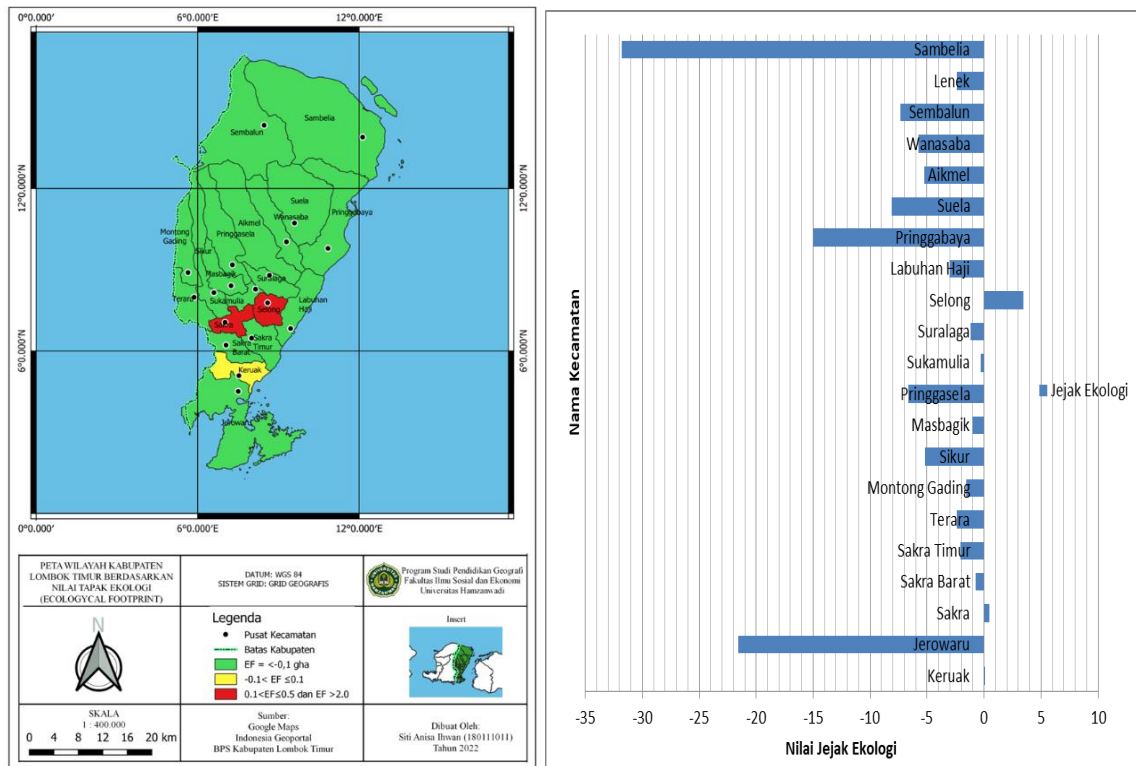 0°0.000' 6°0.000'E 12°0.000'E
12°0.000'N
6°0.000'N
12°0.000'N
6°0.000'N
Sembalun
Sambelia
Suela
Wanasaba
Pringgabaya
Aikmel
Pringgasela
Montong
Gading
Sikur
Masbagik
Suralaga
Terara
Sukamulia
Selong
Labuhan
Haji
Sakra
Sakra
Timur
Sakra
Barat
Keruak
Jerowaru
0°0.000' 6°0.000'E 12°0.000'E
PETA WILAYAH KABUPATEN
LOMBOK TIMUR BERDASARKAN
NILAI TAPAK EKOLOGI
(ECOLOGYCAL FOOTPRINT)
DATUM: WGS 84
SISTEM GRID: GRID GEOGRAFIS
Program Studi Pendidikan Geografi
Fakultas Ilmu Sosial dan Ekonomi
Universitas Hamzanwadi
N
Legenda
Pusat Kecamatan
Batas Kabupaten
EF = <-0,1 gha
-0.1< EF ≤0.1
0.1<EF≤0.5 dan EF >2.0
Insert
SKALA
1 : 400.000
0 4 8 12 16 20 km
Sumber:
Google Maps
Indonesia Geoportal
BPS Kabupaten Lombok Timur
Dibuat Oleh:
Siti Anisa Ihwan (180111011)
Tahun 2022
Nama Kecamatan
Sambelia
Lenek
Sembalun
Wanasaba
Aikmel
Suela
Pringgabaya
Labuhan Haji
Selong
Suralaga
Sukamulia
Pringgasela
Masbagik
Sikur
Montong Gading
Terara
Sakra Timur
Sakra Barat
Sakra
Jerowaru
Keruak
Jejak Ekologi
-35 -30 -25 -20 -15 -10 -5 0 5 10
Nilai Jejak Ekologi